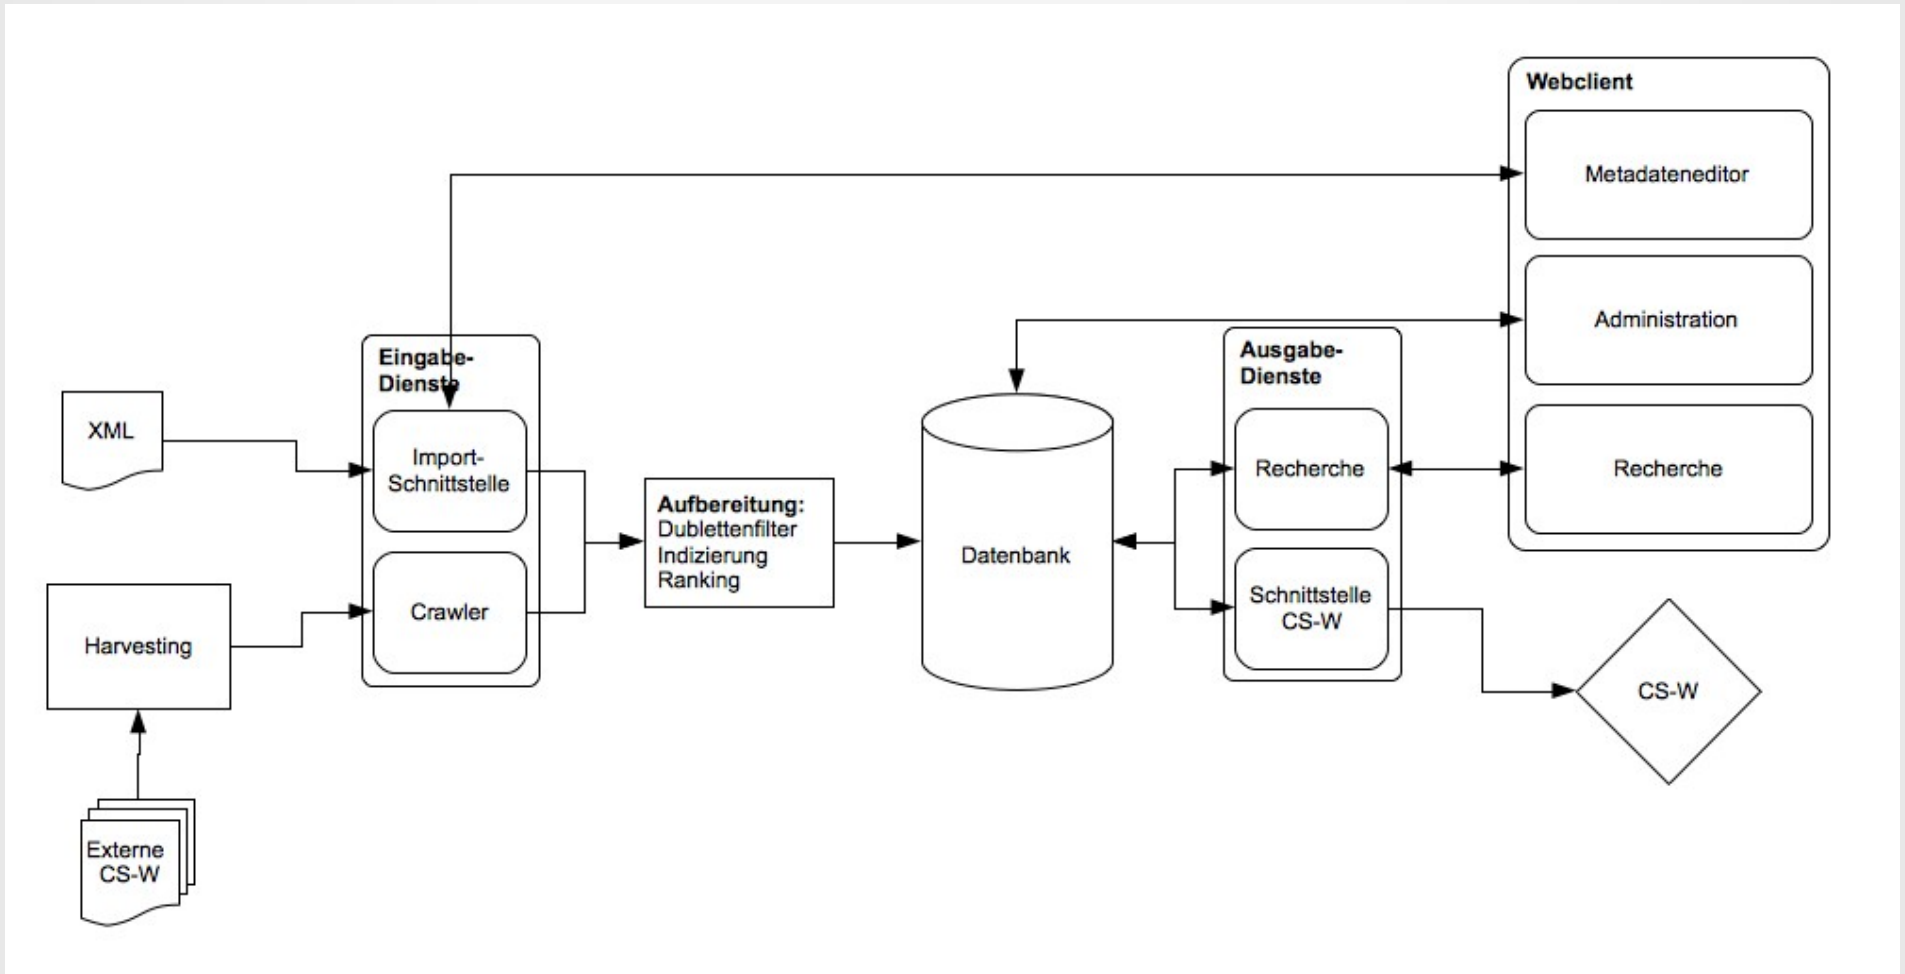 Webclient
Metadateneditor
Administration
Recherche
Eingabe-
Dienste
XML
Import-
Schnittstelle
Crawler
Harvesting
Externe
CS-W
Aufbereitung:
Dublettenfilter
Indizierung
Ranking
Datenbank
Ausgabe-
Dienste
Recherche
Schnittstelle
CS-W
CS-W